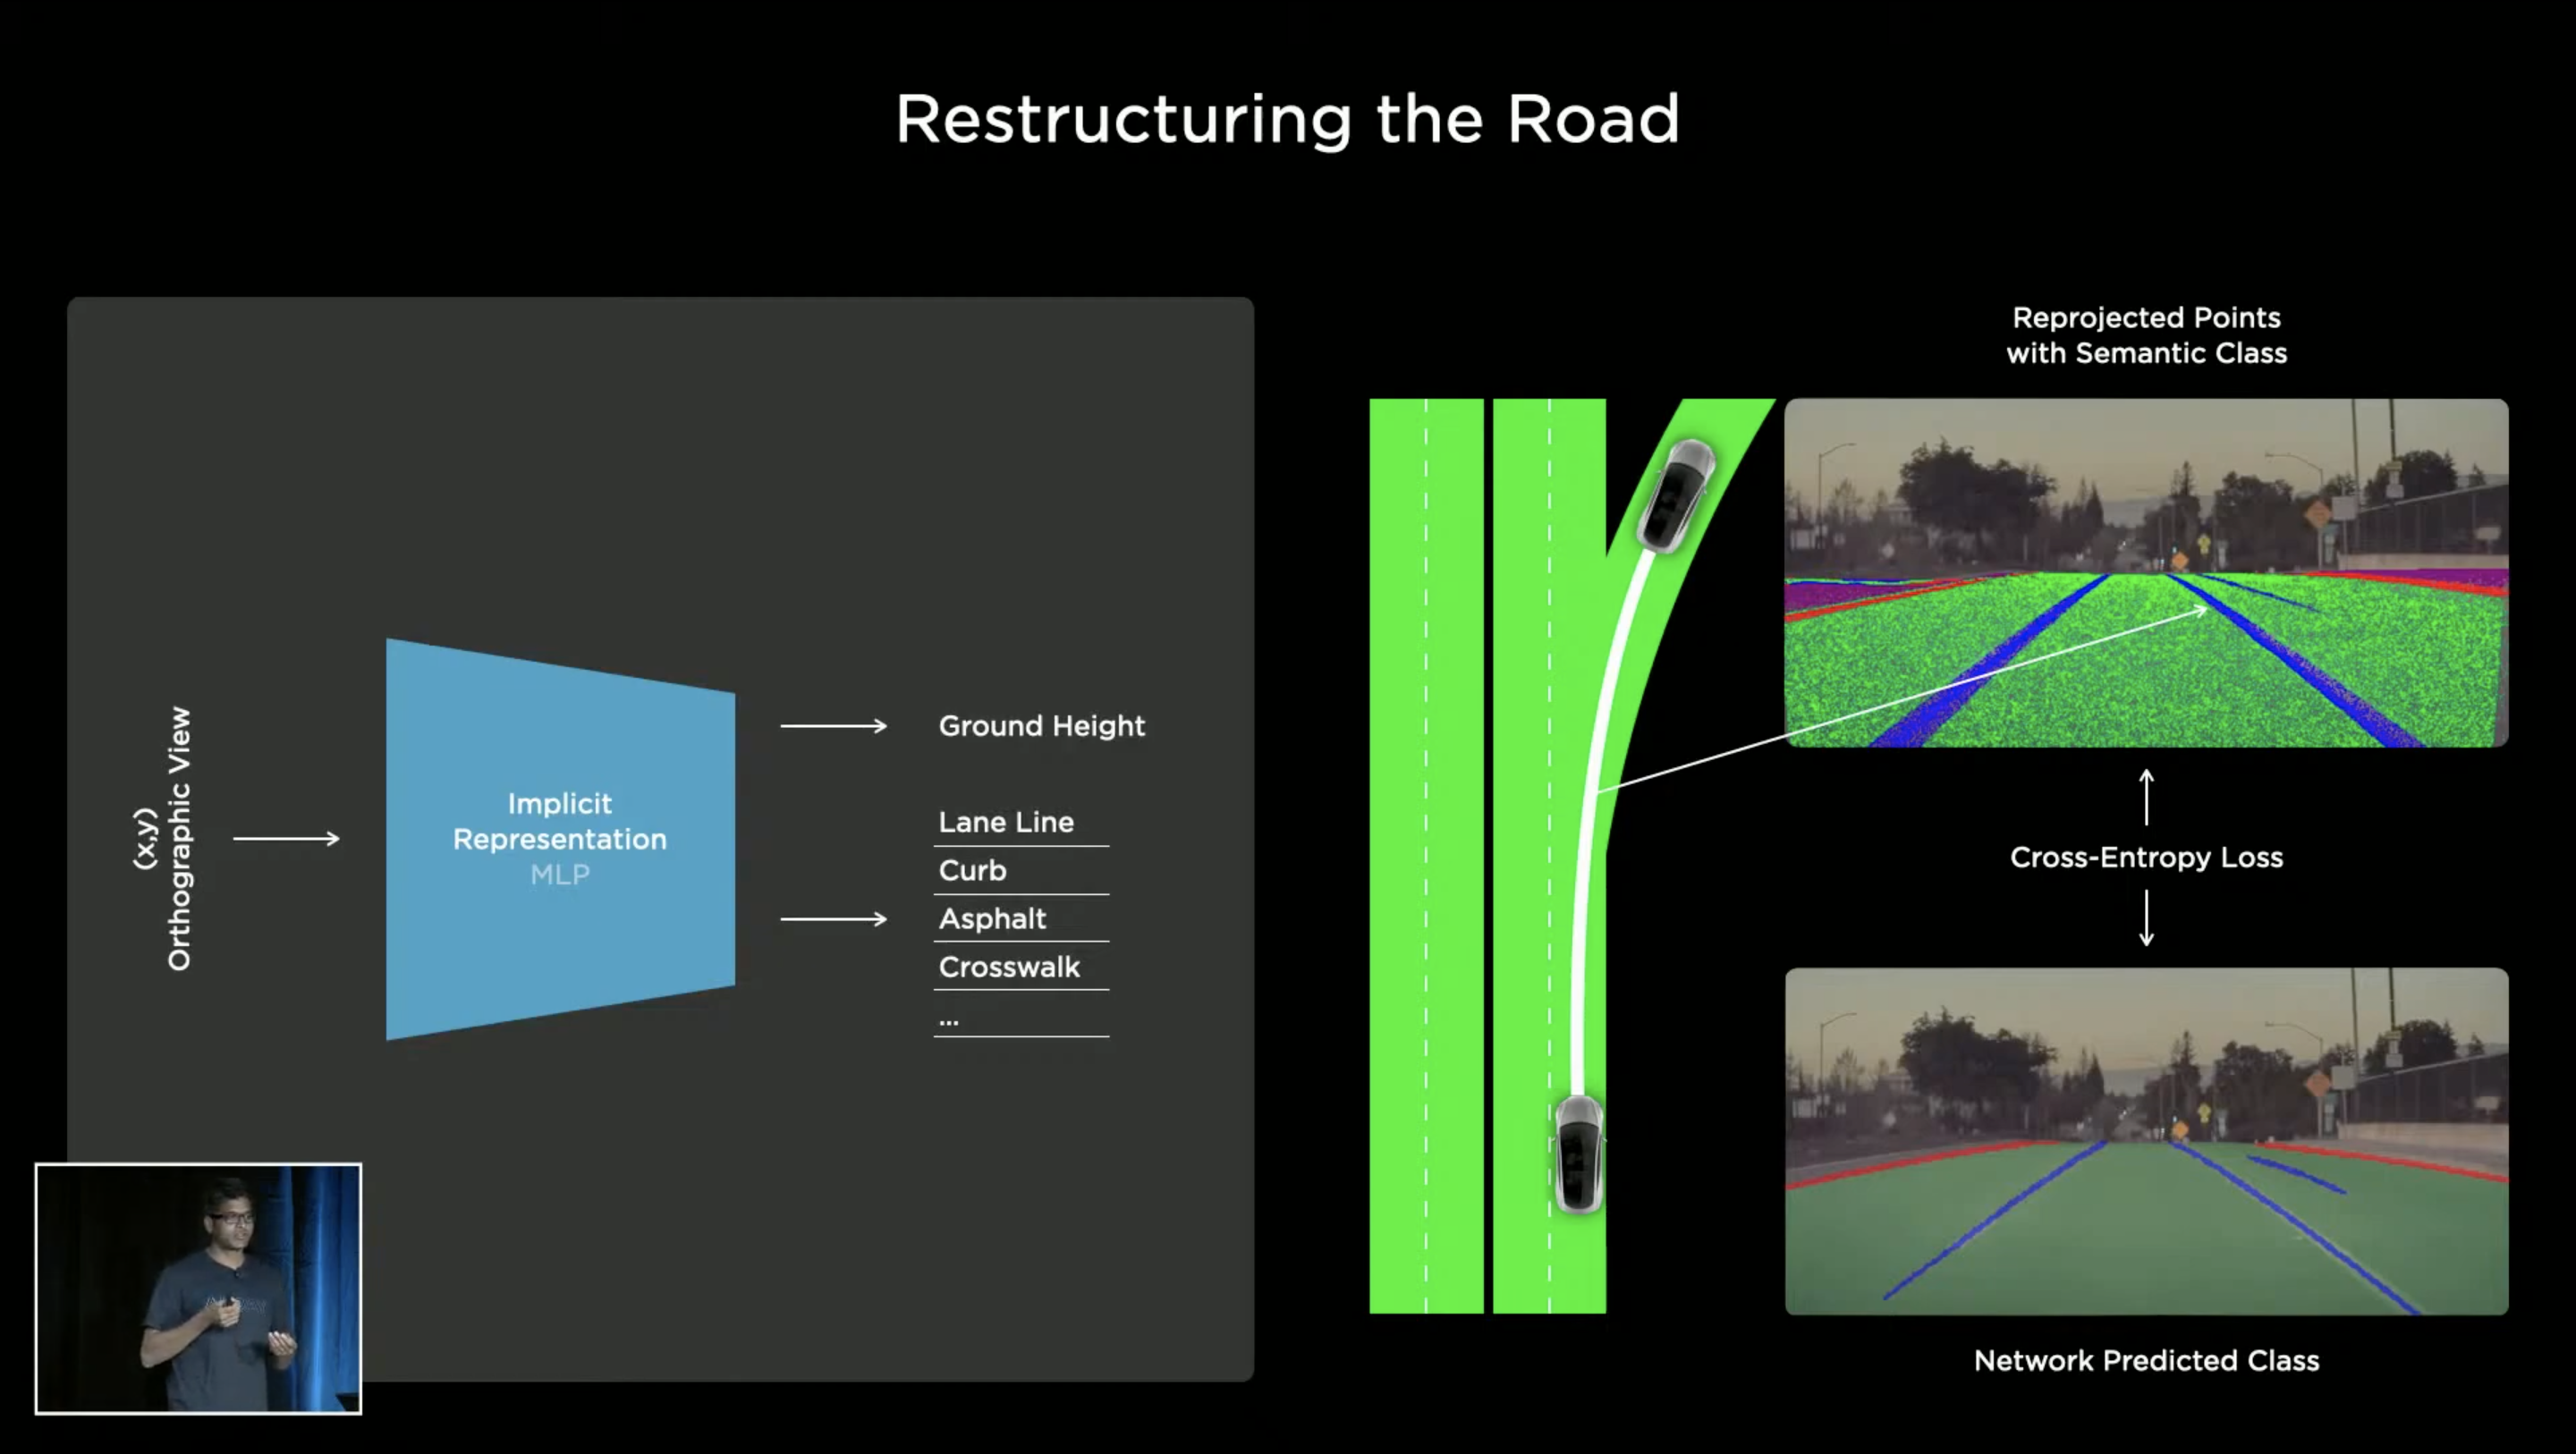 Restructuring the Road
(x,y)
Orthographic View
Implicit
Representation
MLP
Ground Height
Lane Line
Curb
Asphalt
Crosswalk
...
Reprojected Points
with Semantic Class
Cross-Entropy Loss
Network Predicted Class